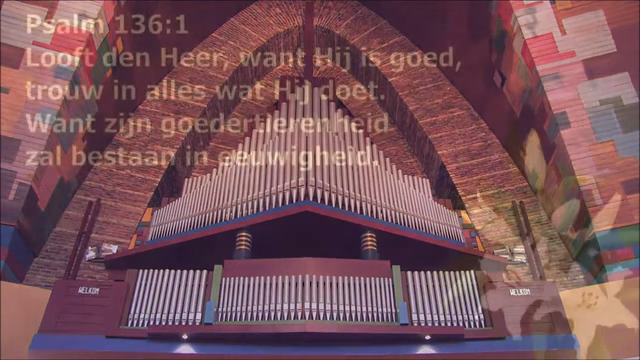 Psalm 136:1
Looft den Heer, want Hij is goed,
trouw in alles wat Hij doet.
Want zijn goedertierenheid
zal bestaan in eeuwigheid.
WELKOM
WELKOM